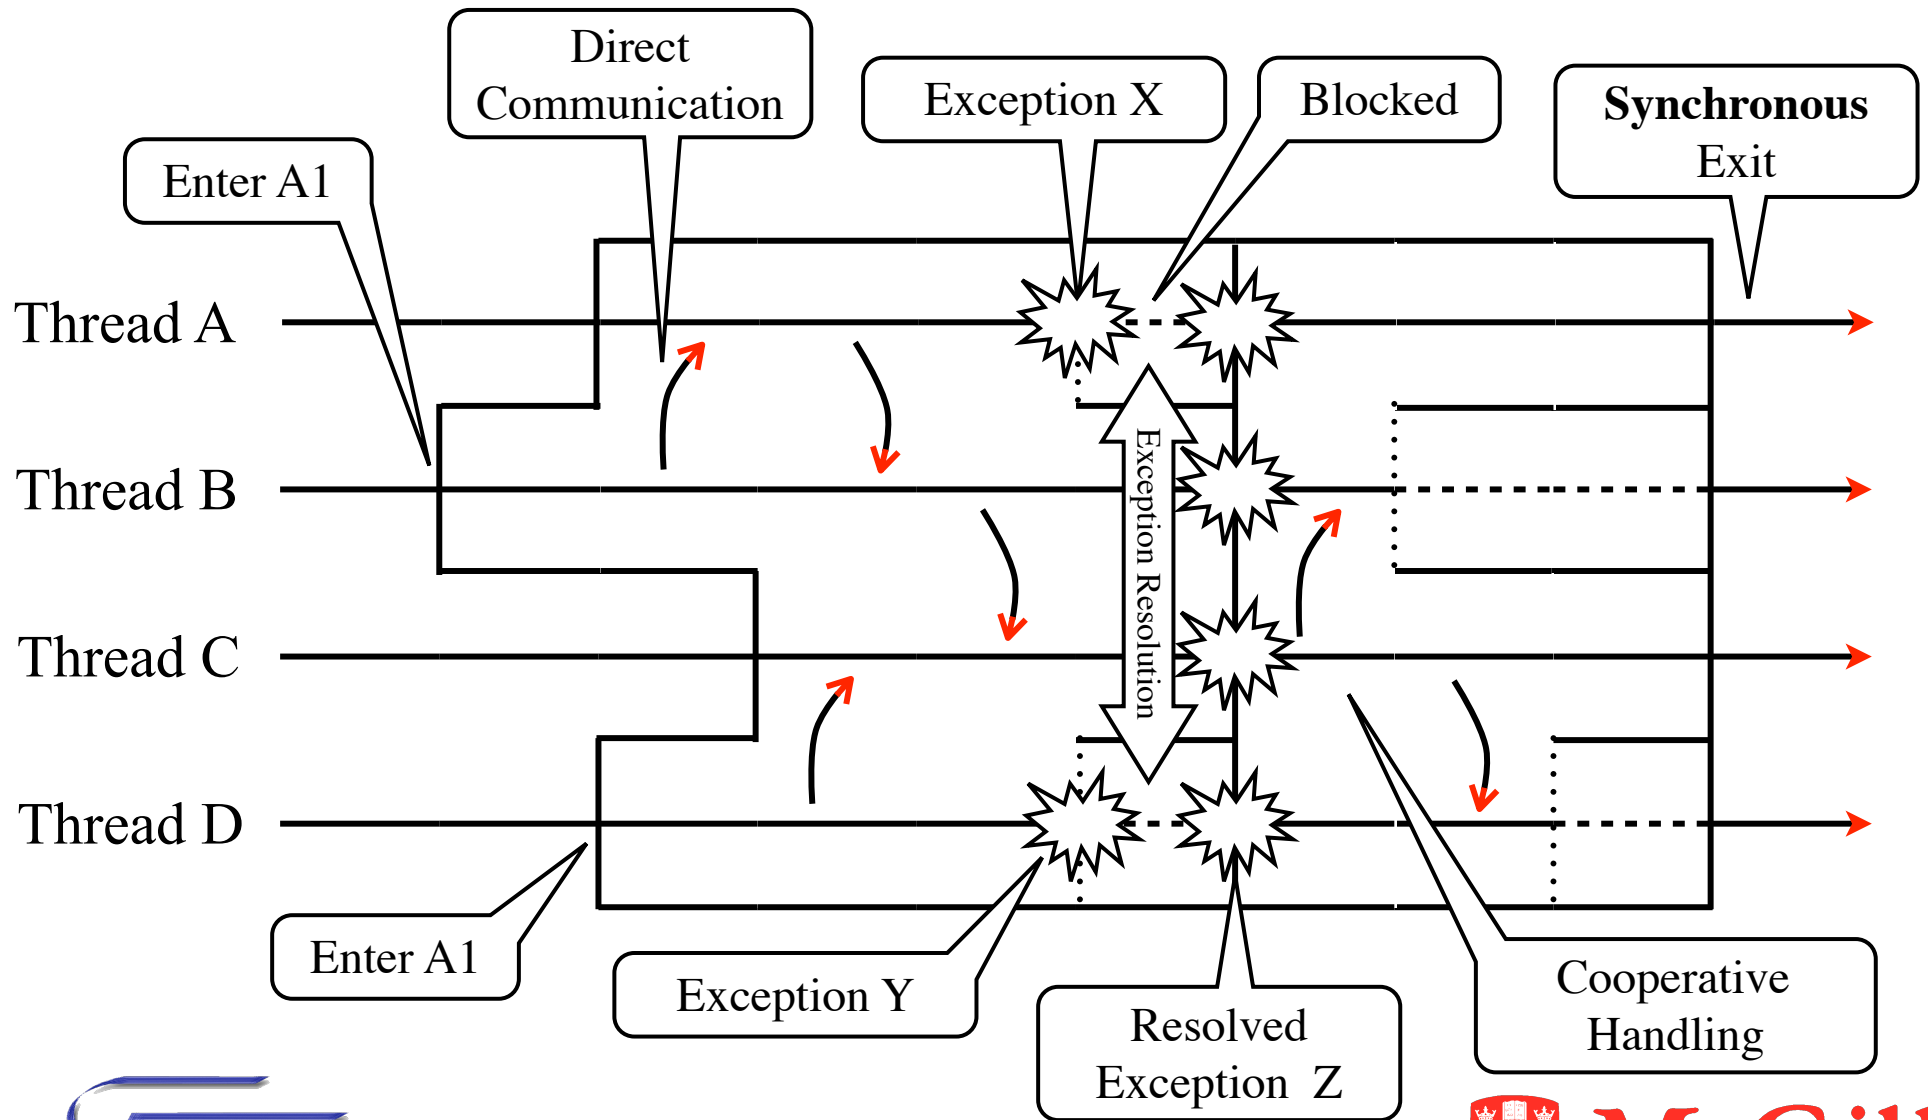 Direct
Communication
Exception X
Blocked
Synchronous
Exit
Enter A1
Thread A
Thread B
Exception Resolution
Thread C
Thread D
Enter A1
Exception Y
Resolved
Exception Z
Cooperative
Handling